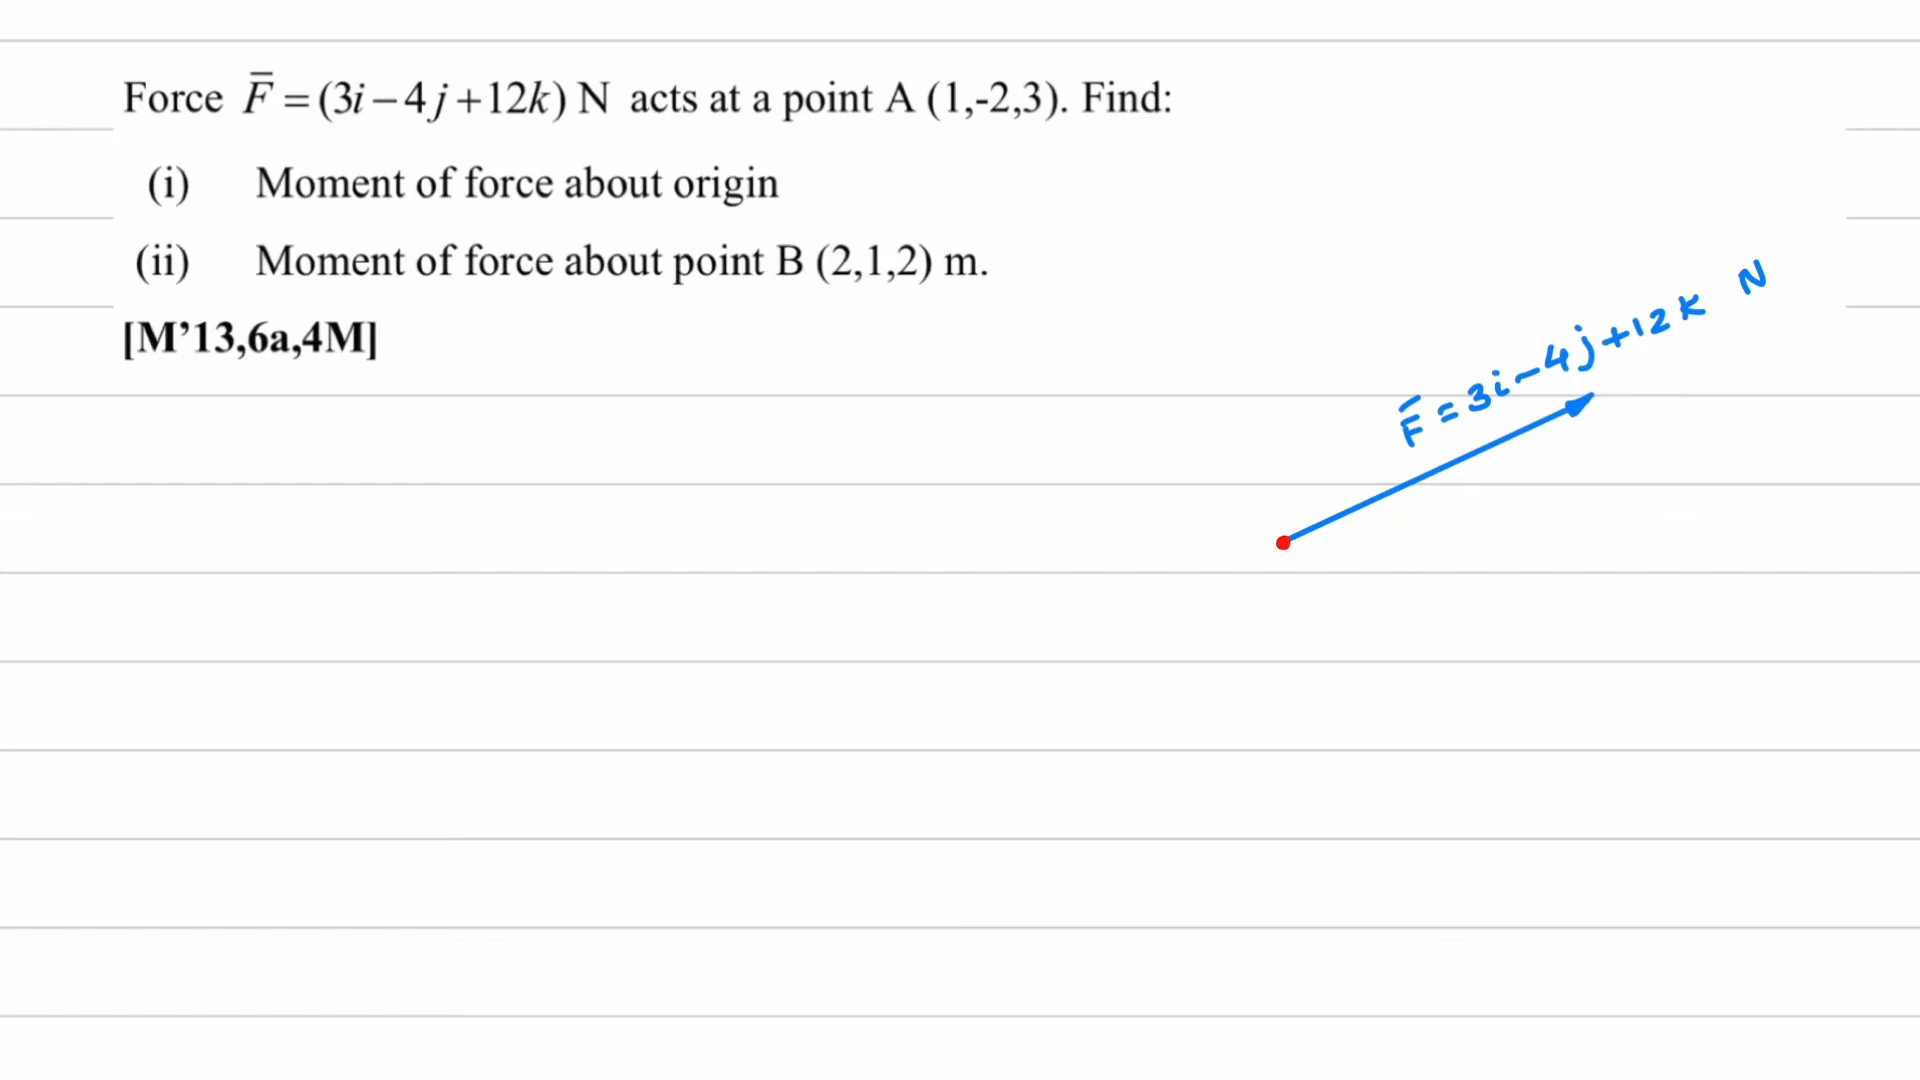 Force F̅ = (3i − 4j + 12k) N acts at a point A (1,-2,3). Find:
(i) Moment of force about origin
(ii) Moment of force about point B (2,1,2) m.
[M’13,6a,4M]
F̅ = 3i − 4j + 12k N